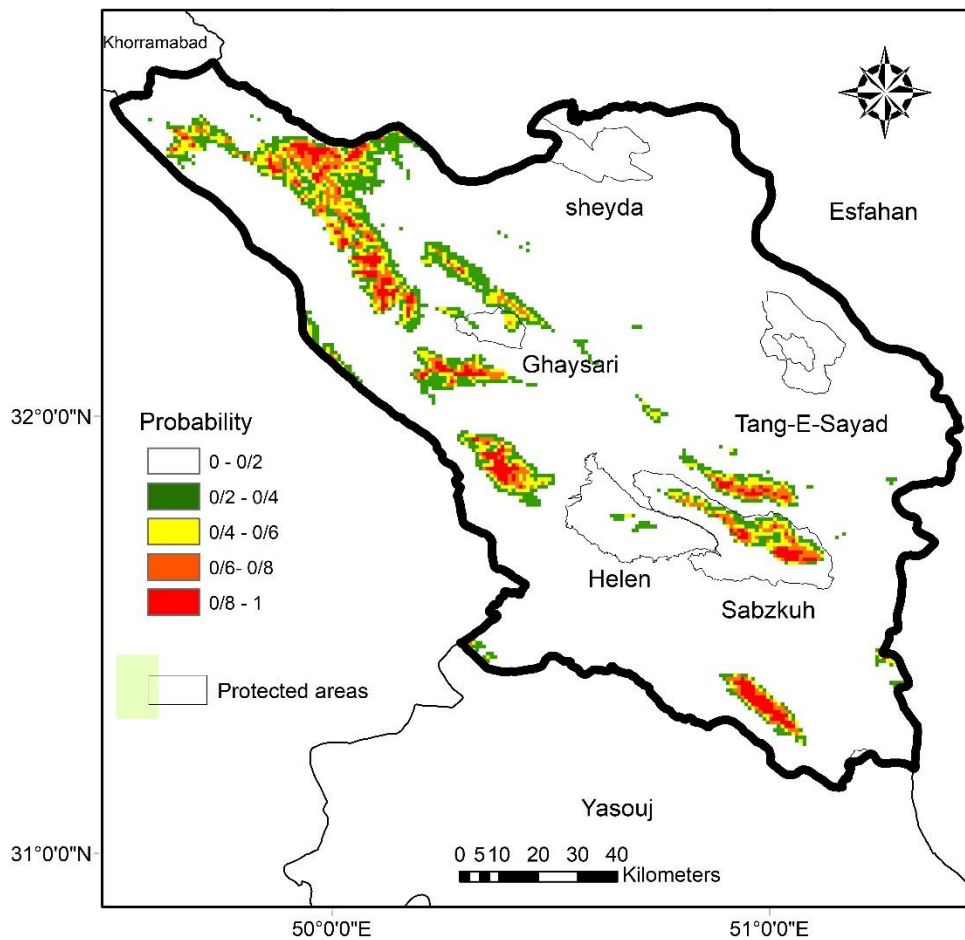 Khorramabad
sheyda
Esfahan
Ghaysari
32°0'0"N
Tang-E-Sayad
Probability
0 - 0/2
0/2 - 0/4
0/4 - 0/6
0/6- 0/8
0/8 - 1
Helen
Sabzkuh
Protected areas
Yasouj
31°0'0"N
0 5 10 20 30 40
Kilometers
50°0'0"E
51°0'0"E